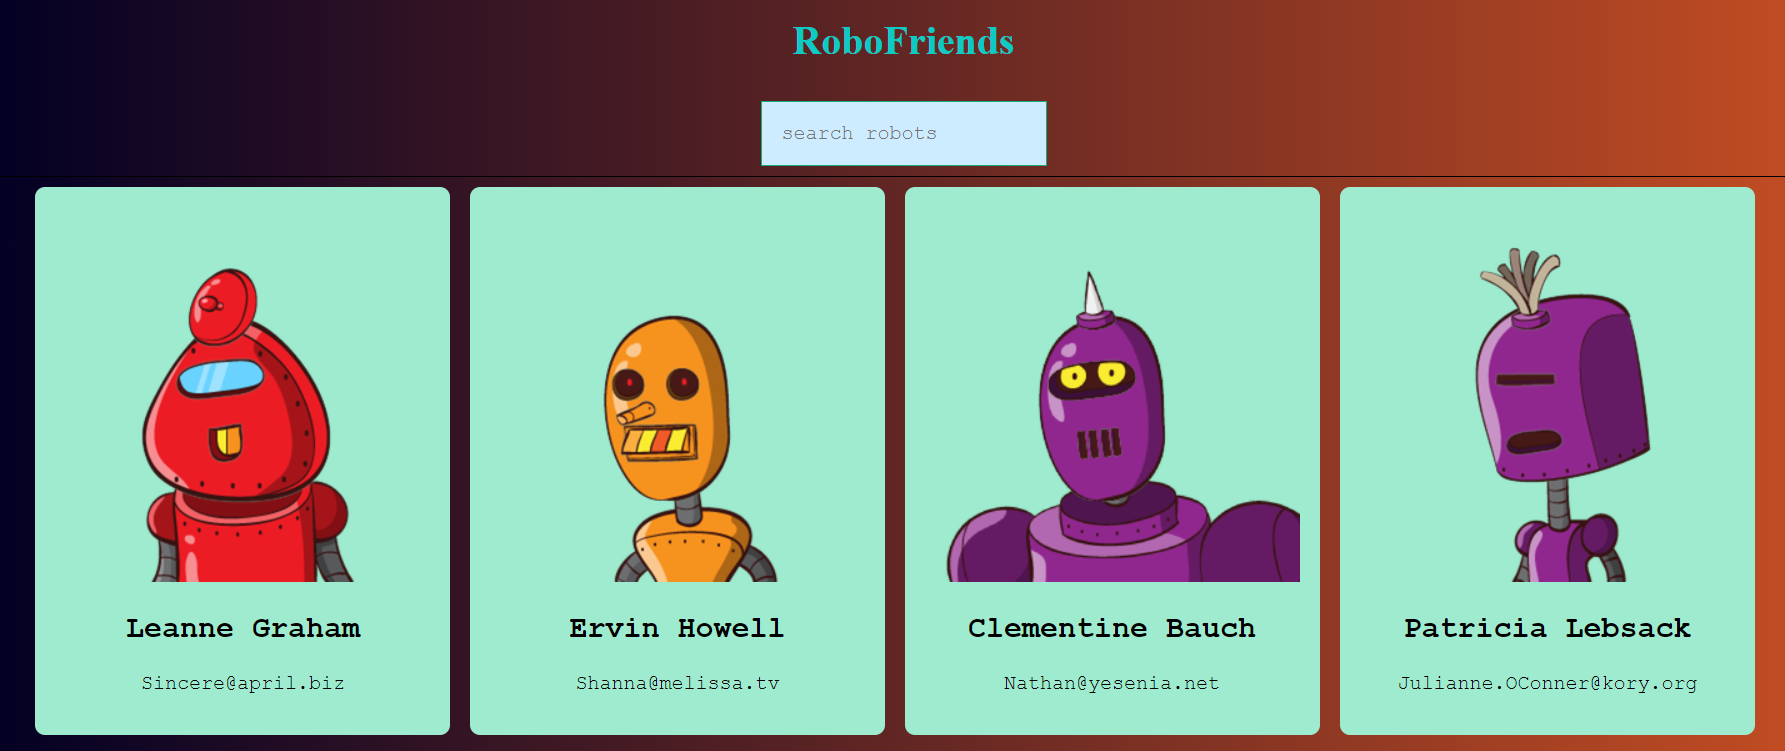 RoboFriends
search robots
Leanne Graham
Sincere@april.biz
Ervin Howell
Shanna@melissa.tv
Clementine Bauch
Nathan@yesenia.net
Patricia Lebsack
Julianne.OConner@kory.org